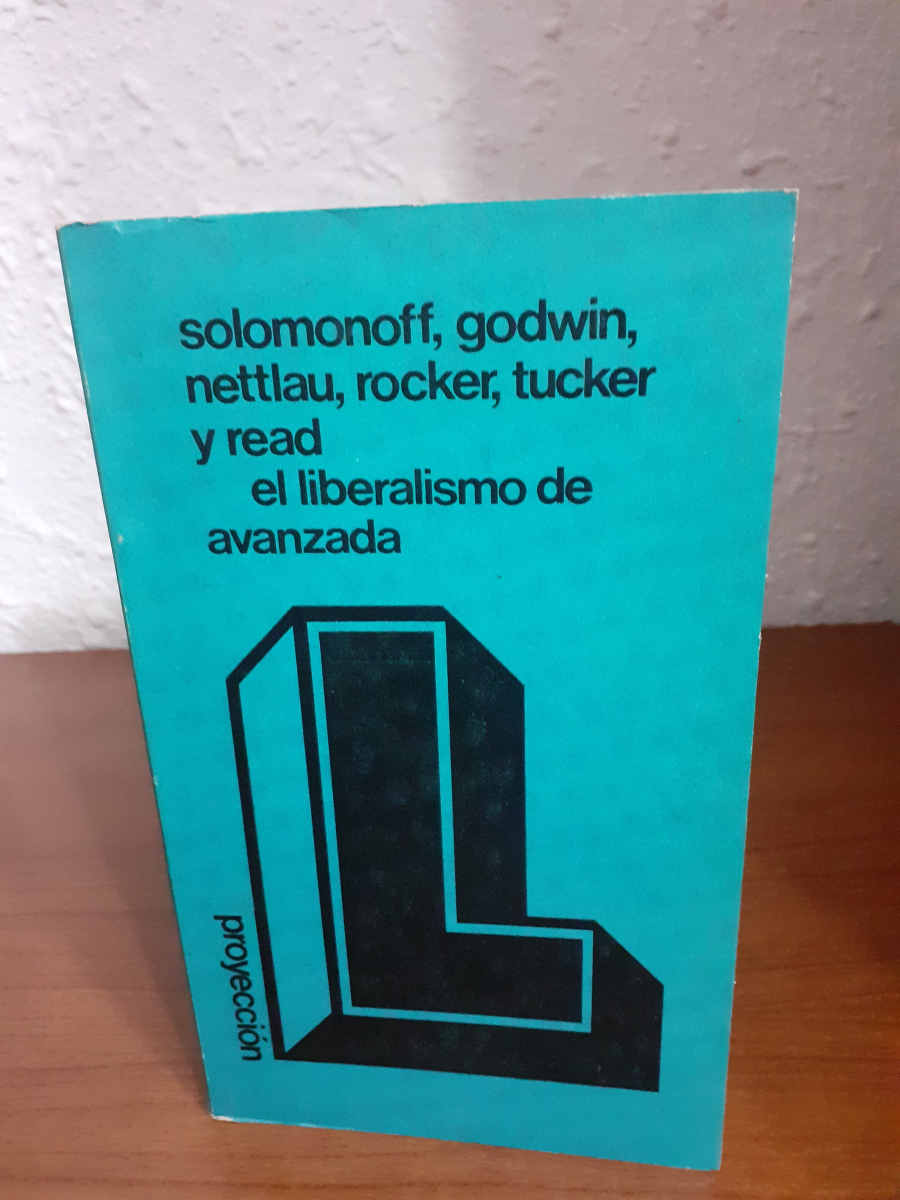 solomonoff, godwin,
nettlau, rocker, tucker
y read
el liberalismo de
avanzada
L
proyección